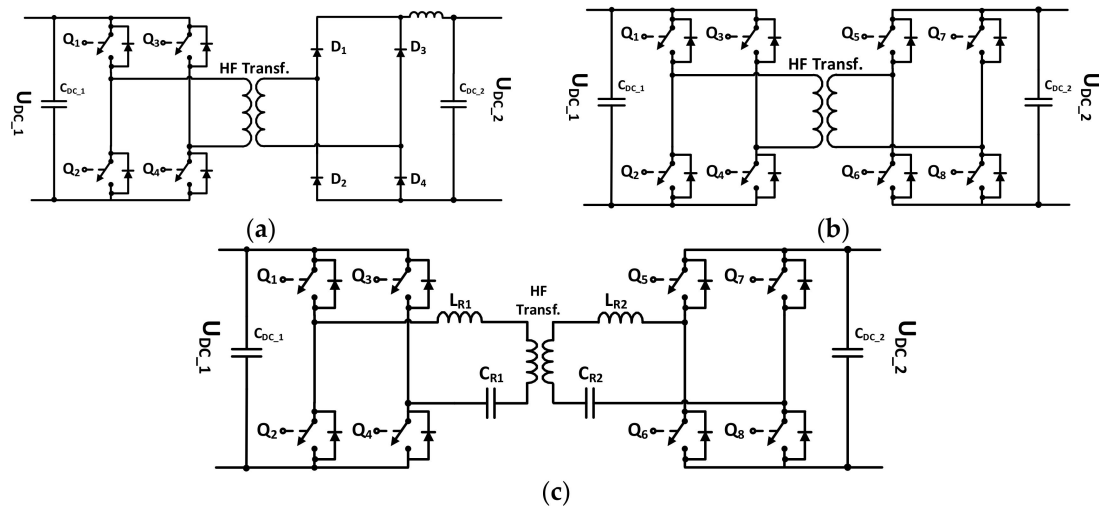 Q1 Q3 D1 D3
HF Transf.
UDC_1 CDC_1 CDC_2 UDC_2
Q2 Q4 D2 D4
(a)
Q1 Q3 Q5 Q7
HF Transf.
UDC_1 CDC_1 CDC_2 UDC_2
Q2 Q4 Q6 Q8
(b)
Q1 Q3 Q5 Q7
LR1 HF LR2
Transf.
UDC_1 CDC_1 CDC_2 UDC_2
CR1 CR2
Q2 Q4 Q6 Q8
(c)